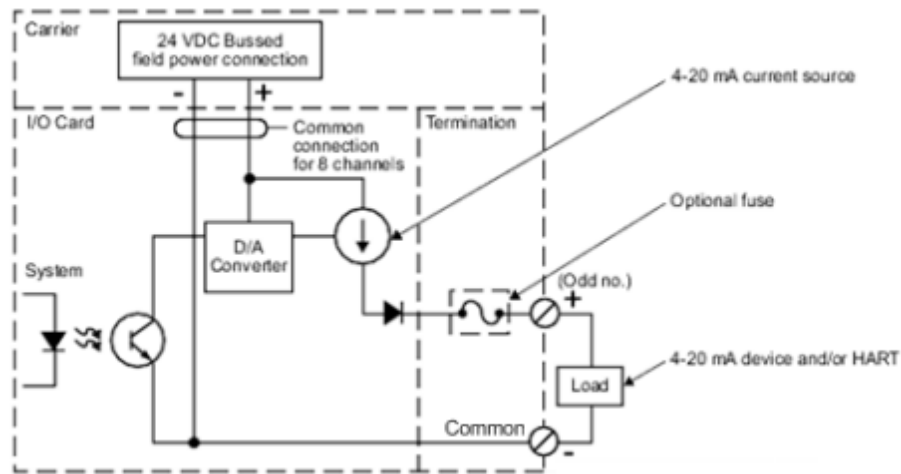 Carrier
24 VDC Bussed
field power connection
-
+
4-20 mA current source
I/O Card
Common
connection
for 8 channels
Termination
Optional fuse
D/A
Converter
System
(Odd no.)
+
Load
4-20 mA device and/or HART
Common
-